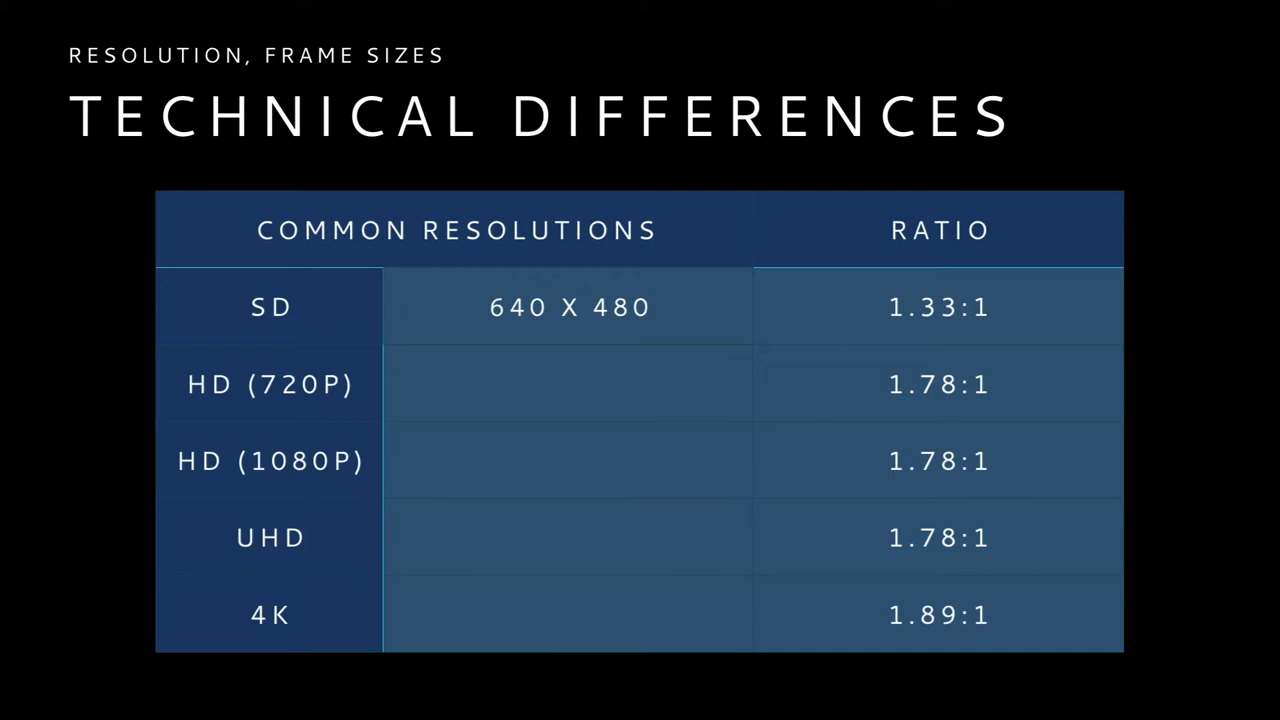 RESOLUTION, FRAME SIZES
TECHNICAL DIFFERENCES
COMMON RESOLUTIONS RATIO
SD 640 X 480 1.33:1
HD (720P) 1.78:1
HD (1080P) 1.78:1
UHD 1.78:1
4K 1.89:1